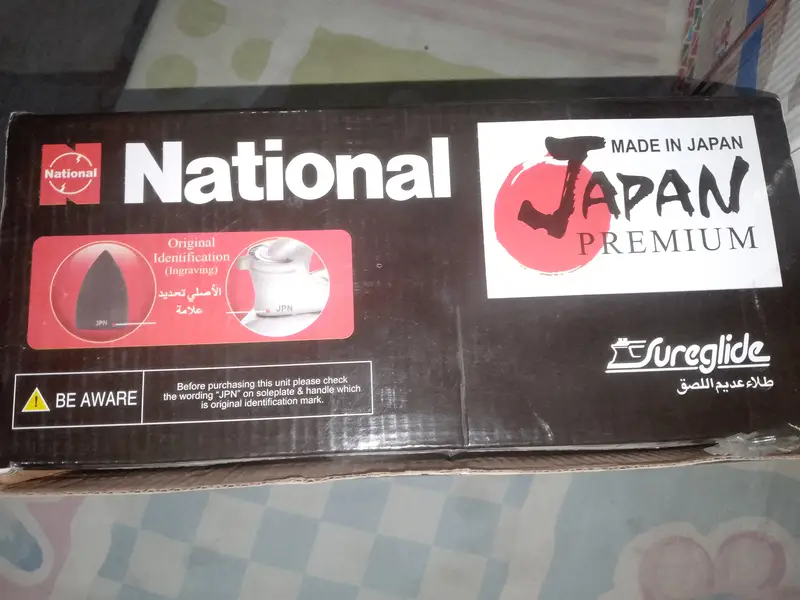 National
National
MADE IN JAPAN
JAPAN
PREMIUM
Original
Identification
(Ingraving)
الأصلي تحديد
علامة
JPN
JPN
Sureglide
طلاء عديم اللصق
BE AWARE
Before purchasing this unit please check
the wording "JPN" on soleplate & handle which
is original identification mark.